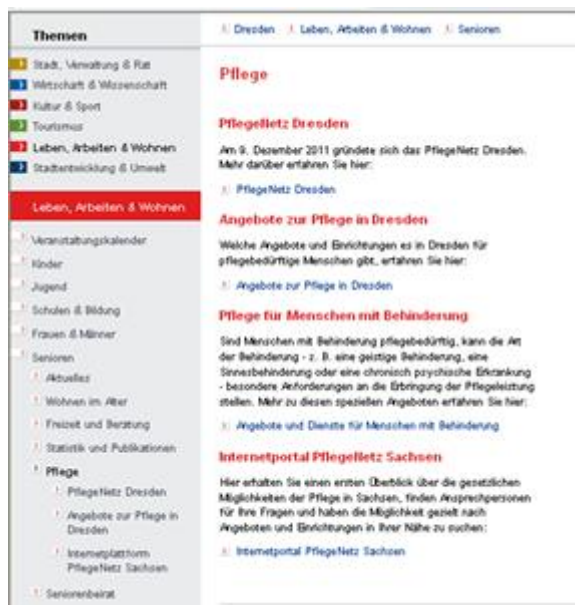 Themen
Stadt, Verwaltung & Rat
Wirtschaft & Wissenschaft
Kultur & Sport
Tourismus
Leben, Arbeiten & Wohnen
Stadtentwicklung & Umwelt
Leben, Arbeiten & Wohnen
Veranstaltungskalender
Kinder
Jugend
Schulen & Bildung
Frauen & Männer
Senioren
Aktuelles
Wohnen im Alter
Freizeit und Beratung
Statistik und Publikationen
Pflege
PflegeNetz Dresden
Angebote zur Pflege in
Dresden
Internetplattform
PflegeNetz Sachsen
Seniorenbeirat
Dresden Leben, Arbeiten & Wohnen Senioren
Pflege
PflegeNetz Dresden
Am 9. Dezember 2011 gründete sich das PflegeNetz Dresden.
Mehr darüber erfahren Sie hier:
PflegeNetz Dresden
Angebote zur Pflege in Dresden
Welche Angebote und Einrichtungen es in Dresden für
pflegebedürftige Menschen gibt, erfahren Sie hier:
Angebote zur Pflege in Dresden
Pflege für Menschen mit Behinderung
Sind Menschen mit Behinderung pflegebedürftig, kann die Art
der Behinderung - z. B. eine geistige Behinderung, eine
Sinnesbehinderung oder eine chronisch psychische Erkrankung
- besondere Anforderungen an die Erbringung der Pflegeleistung
stellen. Mehr zu diesen speziellen Angeboten erfahren Sie hier:
Angebote und Dienste für Menschen mit Behinderung
Internetportal PflegeNetz Sachsen
Hier erhalten Sie einen ersten Überblick über die gesetzlichen
Möglichkeiten der Pflege in Sachsen, finden Ansprechpersonen
für Ihre Fragen und haben die Möglichkeit gezielt nach
Angeboten und Einrichtungen in Ihrer Nähe zu suchen:
Internetportal PflegeNetz Sachsen